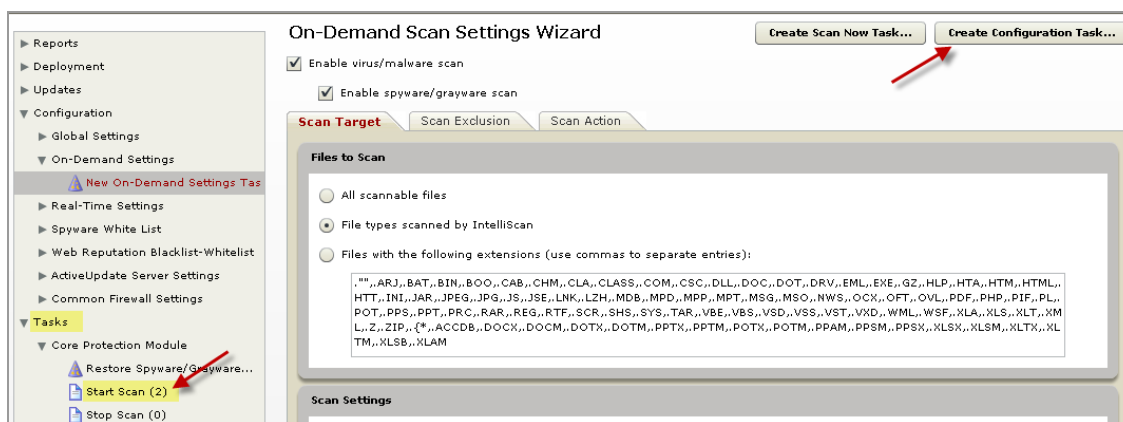 Reports
Deployment
Updates
Configuration
Global Settings
On-Demand Settings
New On-Demand Settings Tas
Real-Time Settings
Spyware White List
Web Reputation Blacklist-Whitelist
ActiveUpdate Server Settings
Common Firewall Settings
Tasks
Core Protection Module
Restore Spyware/Grayware...
Start Scan (2)
Stop Scan (0)
On-Demand Scan Settings Wizard
Create Scan Now Task...
Create Configuration Task...
Enable virus/malware scan
Enable spyware/grayware scan
Scan Target
Scan Exclusion
Scan Action
Files to Scan
All scannable files
File types scanned by IntelliScan
Files with the following extensions (use commas to separate entries):
."",.ARJ,.BAT,.BIN,.BOO,.CAB,.CHM,.CLA,.CLASS,.COM,.CSC,.DLL,.DOC,.DOT,.DRV,.EML,.EXE,.GZ,.HLP,.HTA,.HTM,.HTML,.
HTT,.INI,.JAR,.JPEG,.JPG,.JS,.JSE,.LNK,.LZH,.MDB,.MPD,.MPP,.MPT,.MSG,.MSO,.NWS,.OCX,.OFT,.OVL,.PDF,.PHP,.PIF,.PL,.
POT,.PPS,.PPT,.PRC,.RAR,.REG,.RTF,.SCR,.SHS,.SYS,.TAR,.VBE,.VBS,.VSD,.VSS,.VST,.VXD,.WML,.WSF,.XLA,.XLS,.XLT,.XM
L,.Z,.ZIP,.{*,.ACCDB,.DOCX,.DOCM,.DOTX,.DOTM,.PPTX,.PPTM,.POTX,.POTM,.PPAM,.PPSM,.PPSX,.XLSX,.XLSM,.XLTX,.XL
TM,.XLSB,.XLAM
Scan Settings